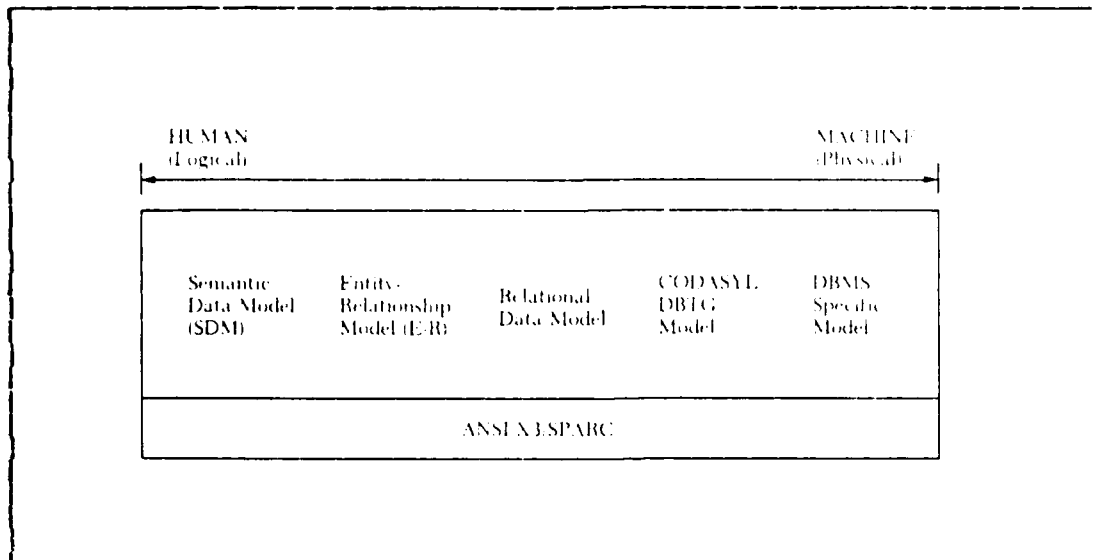 HUMAN
(Logical)
MACHINE
(Physical)
Semantic
Data Model
(SDM)
Entity-
Relationship
Model (E-R)
Relational
Data Model
CODASYL
DBTG
Model
DBMS
Specific
Model
ANSI/X3/SPARC